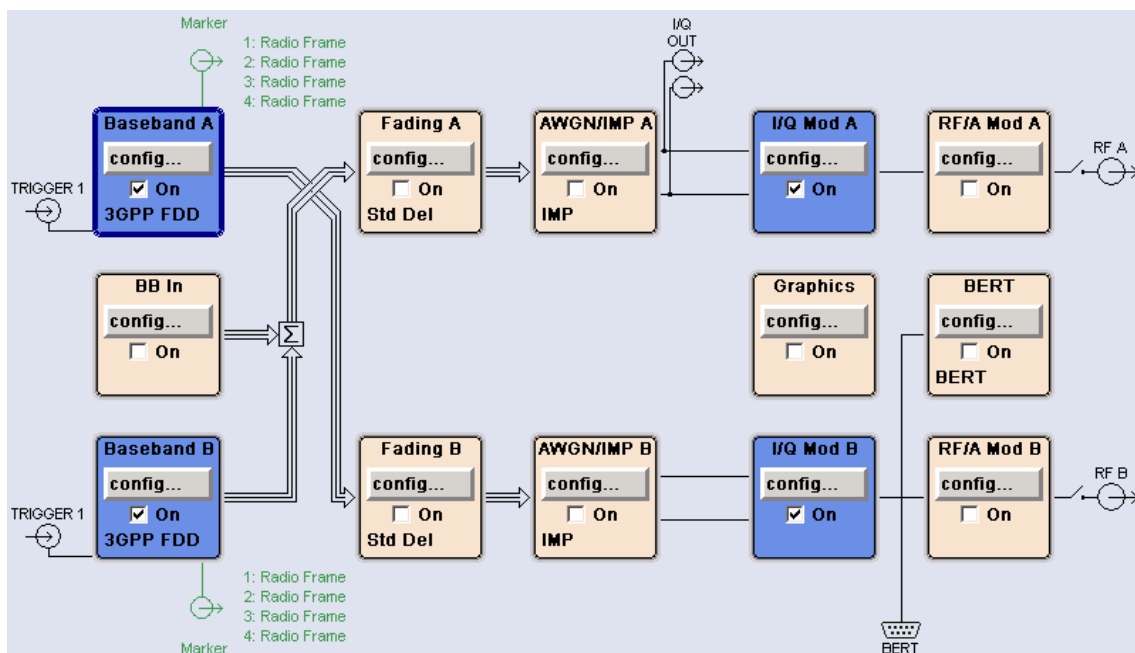 Marker
1: Radio Frame
2: Radio Frame
3: Radio Frame
4: Radio Frame
I/Q
OUT
Baseband A
config...
On
3GPP FDD
TRIGGER 1
Fading A
config...
On
Std Del
AWGN/IMP A
config...
On
IMP
I/Q Mod A
config...
On
RF/A Mod A
config...
On
RF A
BB In
config...
On
Σ
Graphics
config...
On
BERT
config...
On
BERT
Baseband B
config...
On
3GPP FDD
TRIGGER 1
Fading B
config...
On
Std Del
AWGN/IMP B
config...
On
IMP
I/Q Mod B
config...
On
RF/A Mod B
config...
On
RF B
1: Radio Frame
2: Radio Frame
3: Radio Frame
4: Radio Frame
Marker
BERT